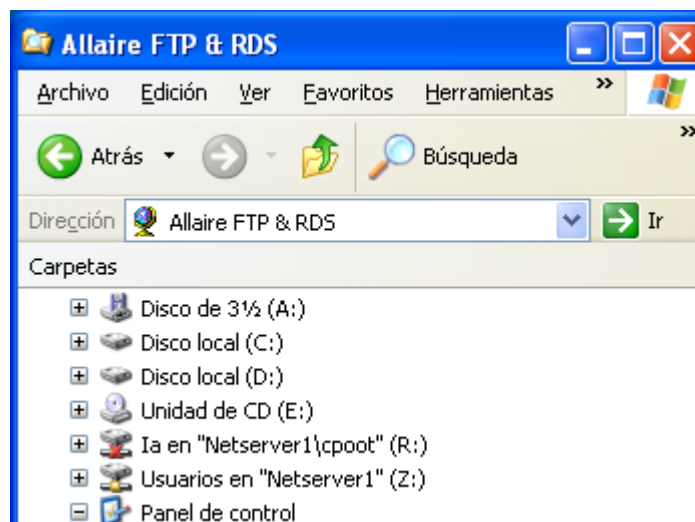 Allaire FTP & RDS
Archivo Edición Ver Favoritos Herramientas »
Atrás Búsqueda »
Dirección Allaire FTP & RDS Ir
Carpetas
Disco de 3½ (A:)
Disco local (C:)
Disco local (D:)
Unidad de CD (E:)
Ia en "Netserver1\cpoot" (R:)
Usuarios en "Netserver1" (Z:)
Panel de control